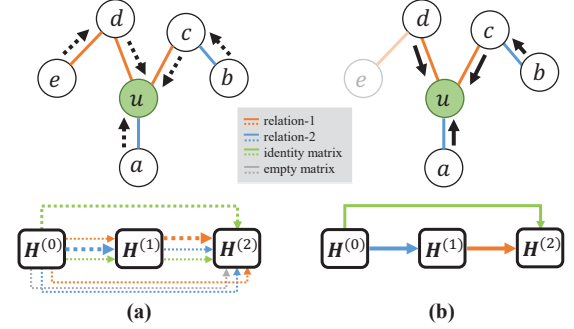 d
c
e
b
u
a
relation-1
relation-2
identity matrix
empty matrix
H^(0)
H^(1)
H^(2)
(a)
d
c
e
b
u
a
H^(0)
H^(1)
H^(2)
(b)